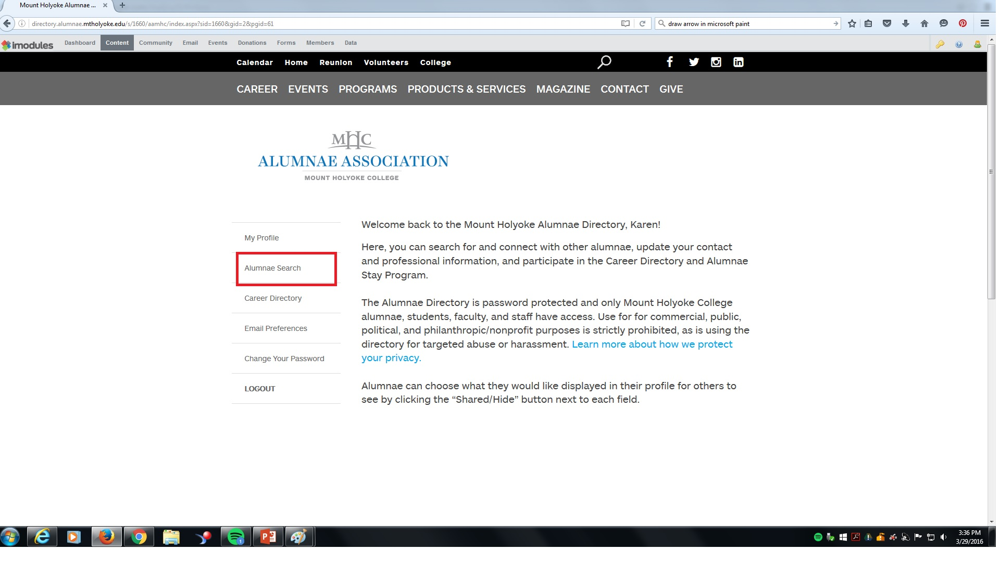 Mount Holyoke Alumnae ...
directory.alumnae.mtholyoke.edu/s/1660/aamhc/index.aspx?sid=1660&gid=2&pgid=61
draw arrow in microsoft paint
imodules Dashboard Content Community Email Events Donations Forms Members Data
Calendar Home Reunion Volunteers College
CAREER EVENTS PROGRAMS PRODUCTS & SERVICES MAGAZINE CONTACT GIVE
MHC
ALUMNAE ASSOCIATION
MOUNT HOLYOKE COLLEGE
My Profile
Alumnae Search
Career Directory
Email Preferences
Change Your Password
LOGOUT
Welcome back to the Mount Holyoke Alumnae Directory, Karen!
Here, you can search for and connect with other alumnae, update your contact
and professional information, and participate in the Career Directory and Alumnae
Stay Program.
The Alumnae Directory is password protected and only Mount Holyoke College
alumnae, students, faculty, and staff have access. Use for for commercial, public,
political, and philanthropic/nonprofit purposes is strictly prohibited, as is using the
directory for targeted abuse or harassment. Learn more about how we protect
your privacy.
Alumnae can choose what they would like displayed in their profile for others to
see by clicking the “Shared/Hide” button next to each field.
3:36 PM
3/29/2016